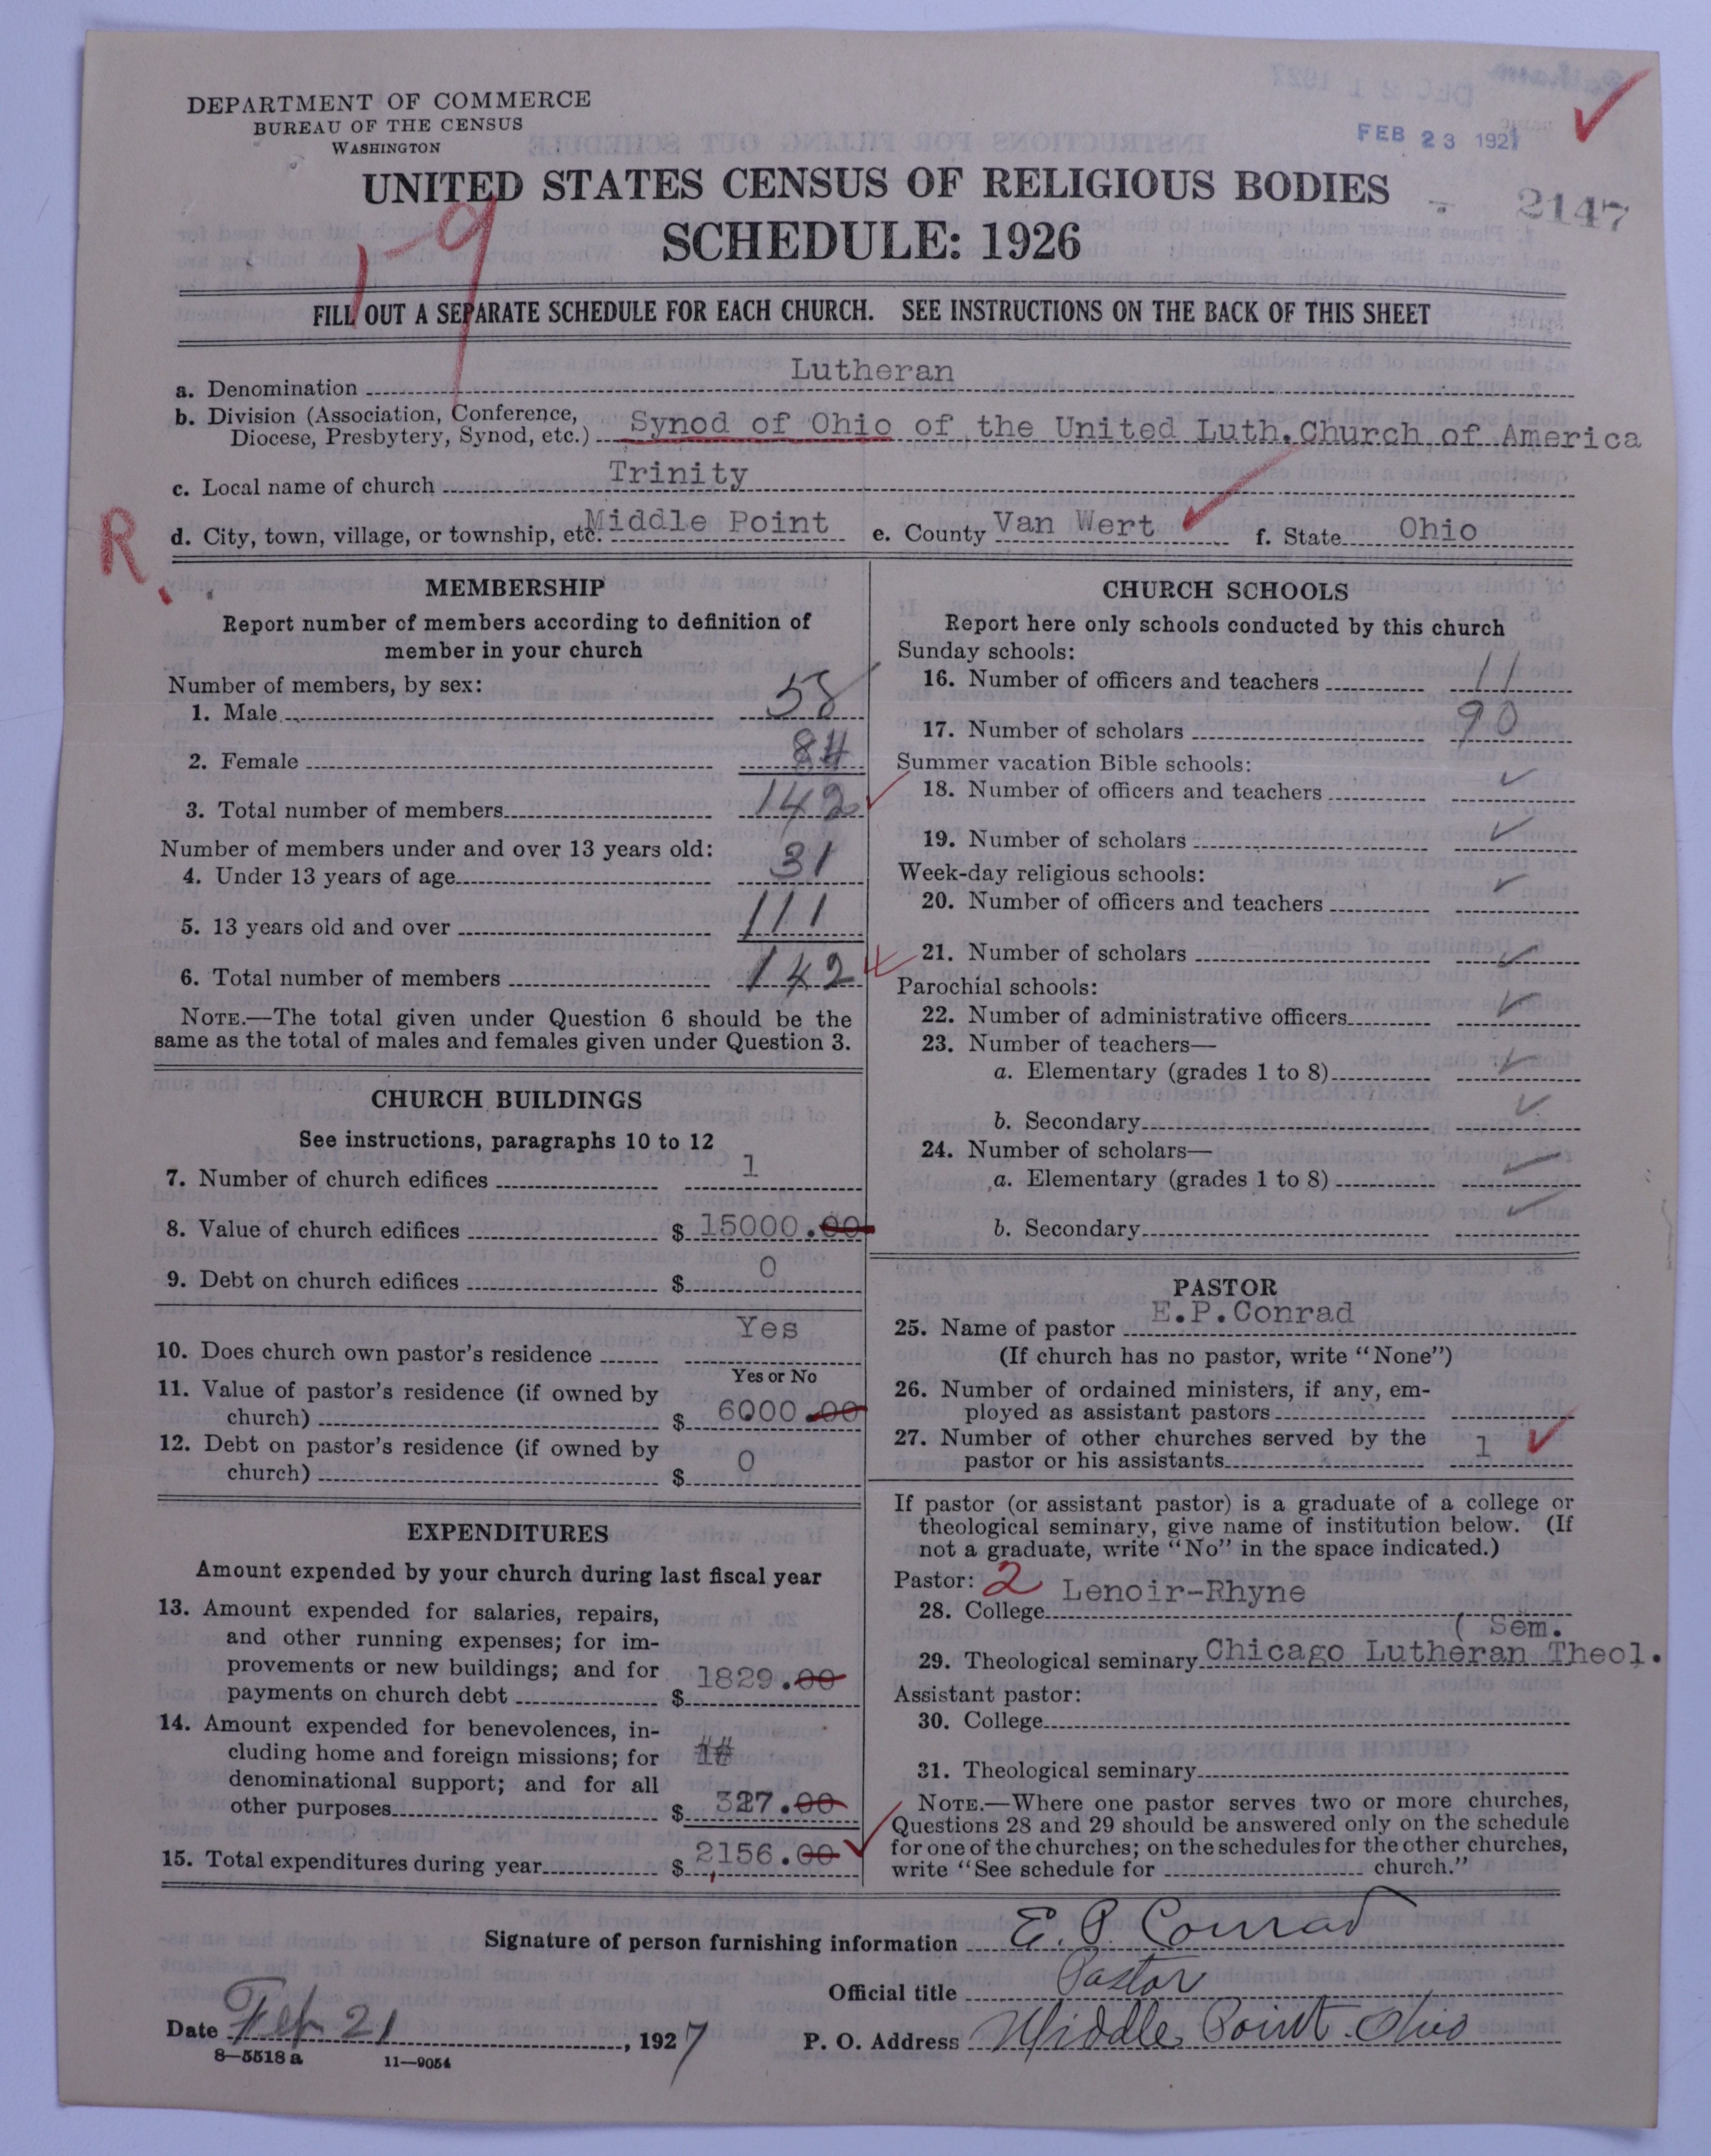 DEPARTMENT OF COMMERCE
BUREAU OF THE CENSUS
WASHINGTON
FEB 23 1927
2147
UNITED STATES CENSUS OF RELIGIOUS BODIES
SCHEDULE: 1926
1-9
FILL OUT A SEPARATE SCHEDULE FOR EACH CHURCH. SEE INSTRUCTIONS ON THE BACK OF THIS SHEET
a. Denomination Lutheran
b. Division (Association, Conference,
Diocese, Presbytery, Synod, etc.) Synod of Ohio of the United Luth.Church of America
c. Local name of church Trinity
R.
d. City, town, village, or township, etc. Middle Point e. County Van Wert f. State Ohio
MEMBERSHIP
Report number of members according to definition of
member in your church
Number of members, by sex:
1. Male 58
2. Female 84
3. Total number of members 142
Number of members under and over 13 years old:
4. Under 13 years of age 31
5. 13 years old and over 111
6. Total number of members 142
NOTE.—The total given under Question 6 should be the
same as the total of males and females given under Question 3.
CHURCH BUILDINGS
See instructions, paragraphs 10 to 12
7. Number of church edifices 1
8. Value of church edifices $ 15000.00
9. Debt on church edifices $ 0
10. Does church own pastor's residence Yes
Yes or No
11. Value of pastor's residence (if owned by
church) $ 6000.00
12. Debt on pastor's residence (if owned by
church) $ 0
EXPENDITURES
Amount expended by your church during last fiscal year
13. Amount expended for salaries, repairs,
and other running expenses; for im-
provements or new buildings; and for
payments on church debt $ 1829.00
14. Amount expended for benevolences, in-
cluding home and foreign missions; for
denominational support; and for all
other purposes $ 327.00
15. Total expenditures during year $ 2156.00
CHURCH SCHOOLS
Report here only schools conducted by this church
Sunday schools:
16. Number of officers and teachers 11
17. Number of scholars 90
Summer vacation Bible schools:
18. Number of officers and teachers
19. Number of scholars
Week-day religious schools:
20. Number of officers and teachers
21. Number of scholars
Parochial schools:
22. Number of administrative officers
23. Number of teachers—
a. Elementary (grades 1 to 8)
b. Secondary
24. Number of scholars—
a. Elementary (grades 1 to 8)
b. Secondary
PASTOR
25. Name of pastor E.P.Conrad
(If church has no pastor, write "None")
26. Number of ordained ministers, if any, em-
ployed as assistant pastors
27. Number of other churches served by the
pastor or his assistants 1
If pastor (or assistant pastor) is a graduate of a college or
theological seminary, give name of institution below. (If
not a graduate, write "No" in the space indicated.)
Pastor: 2
28. College Lenoir-Rhyne
( Sem.
29. Theological seminary Chicago Lutheran Theol.
Assistant pastor:
30. College
31. Theological seminary
NOTE.—Where one pastor serves two or more churches,
Questions 28 and 29 should be answered only on the schedule
for one of the churches; on the schedules for the other churches,
write "See schedule for church."
Signature of person furnishing information E. P. Conrad
Official title Pastor
Date Feb 21, 1927 P. O. Address Middle Point Ohio
8—5518 a 11—9054